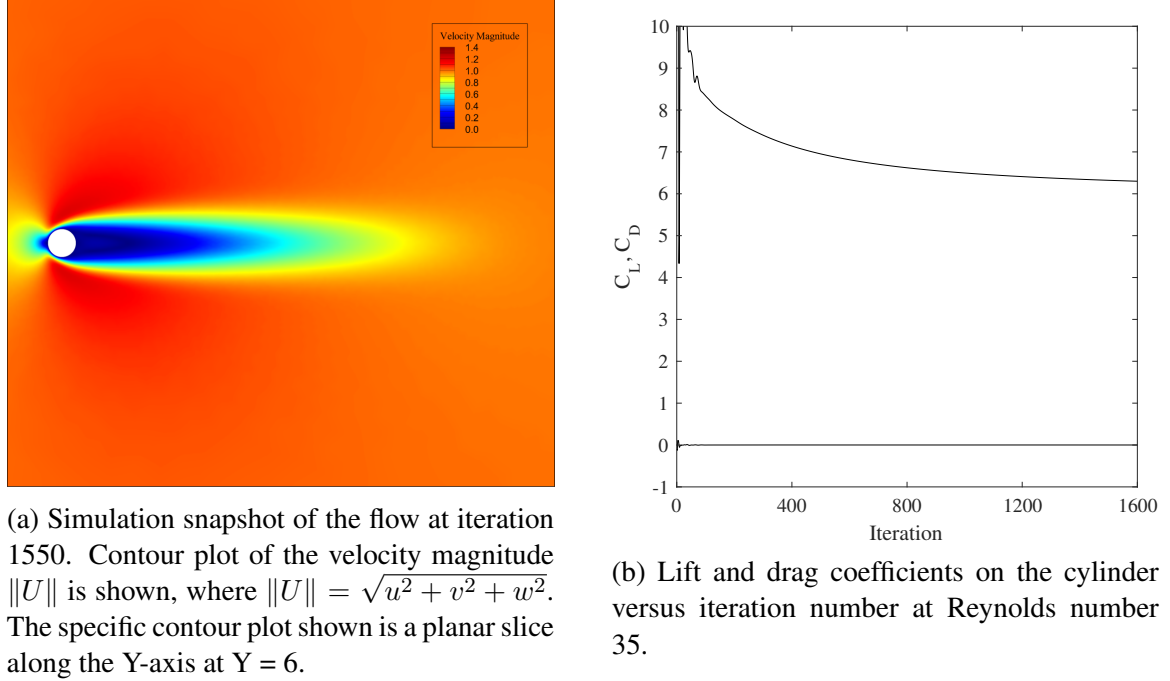 Velocity Magnitude
1.4
1.2
1.0
0.8
0.6
0.4
0.2
0.0
(a) Simulation snapshot of the flow at iteration
1550. Contour plot of the velocity magnitude
‖U‖ is shown, where ‖U‖ = √(u² + v² + w²).
The specific contour plot shown is a planar slice
along the Y-axis at Y = 6.
10
9
8
7
6
5
4
3
2
1
0
-1
C_L, C_D
0 400 800 1200 1600
Iteration
(b) Lift and drag coefficients on the cylinder
versus iteration number at Reynolds number
35.